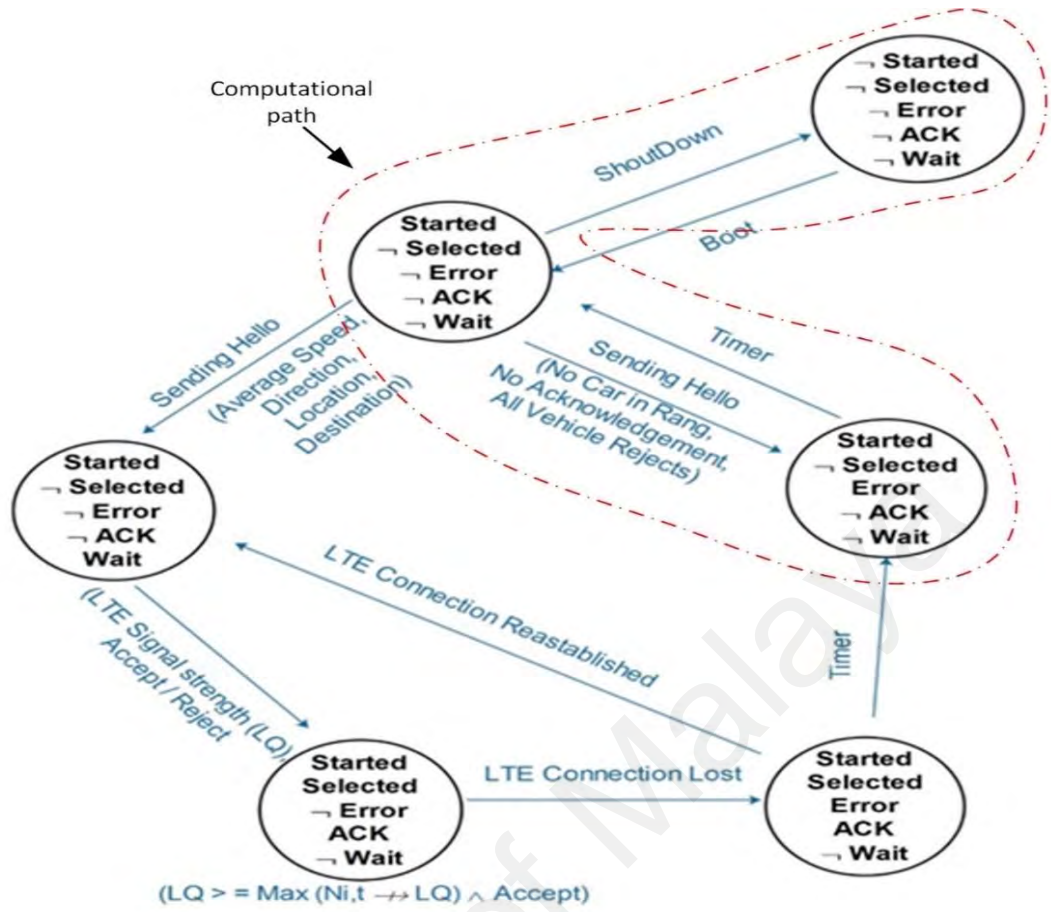 Computational
path
¬ Started
¬ Selected
¬ Error
¬ ACK
¬ Wait
ShoutDown
Boot
Started
¬ Selected
¬ Error
¬ ACK
¬ Wait
Sending Hello
(Average Speed,
Direction,
Location,
Destination)
Timer
Sending Hello
(No Car in Rang,
No Acknowledgement,
All Vehicle Rejects)
Started
¬ Selected
Error
¬ ACK
¬ Wait
Started
¬ Selected
¬ Error
¬ ACK
Wait
LTE Connection Reastablished
(LTE Signal strength (LQ),
Accept / Reject
Timer
Started
Selected
¬ Error
ACK
¬ Wait
LTE Connection Lost
Started
Selected
Error
ACK
¬ Wait
(LQ > = Max (Ni,t ⇸ LQ) ∧ Accept)
of Malaya